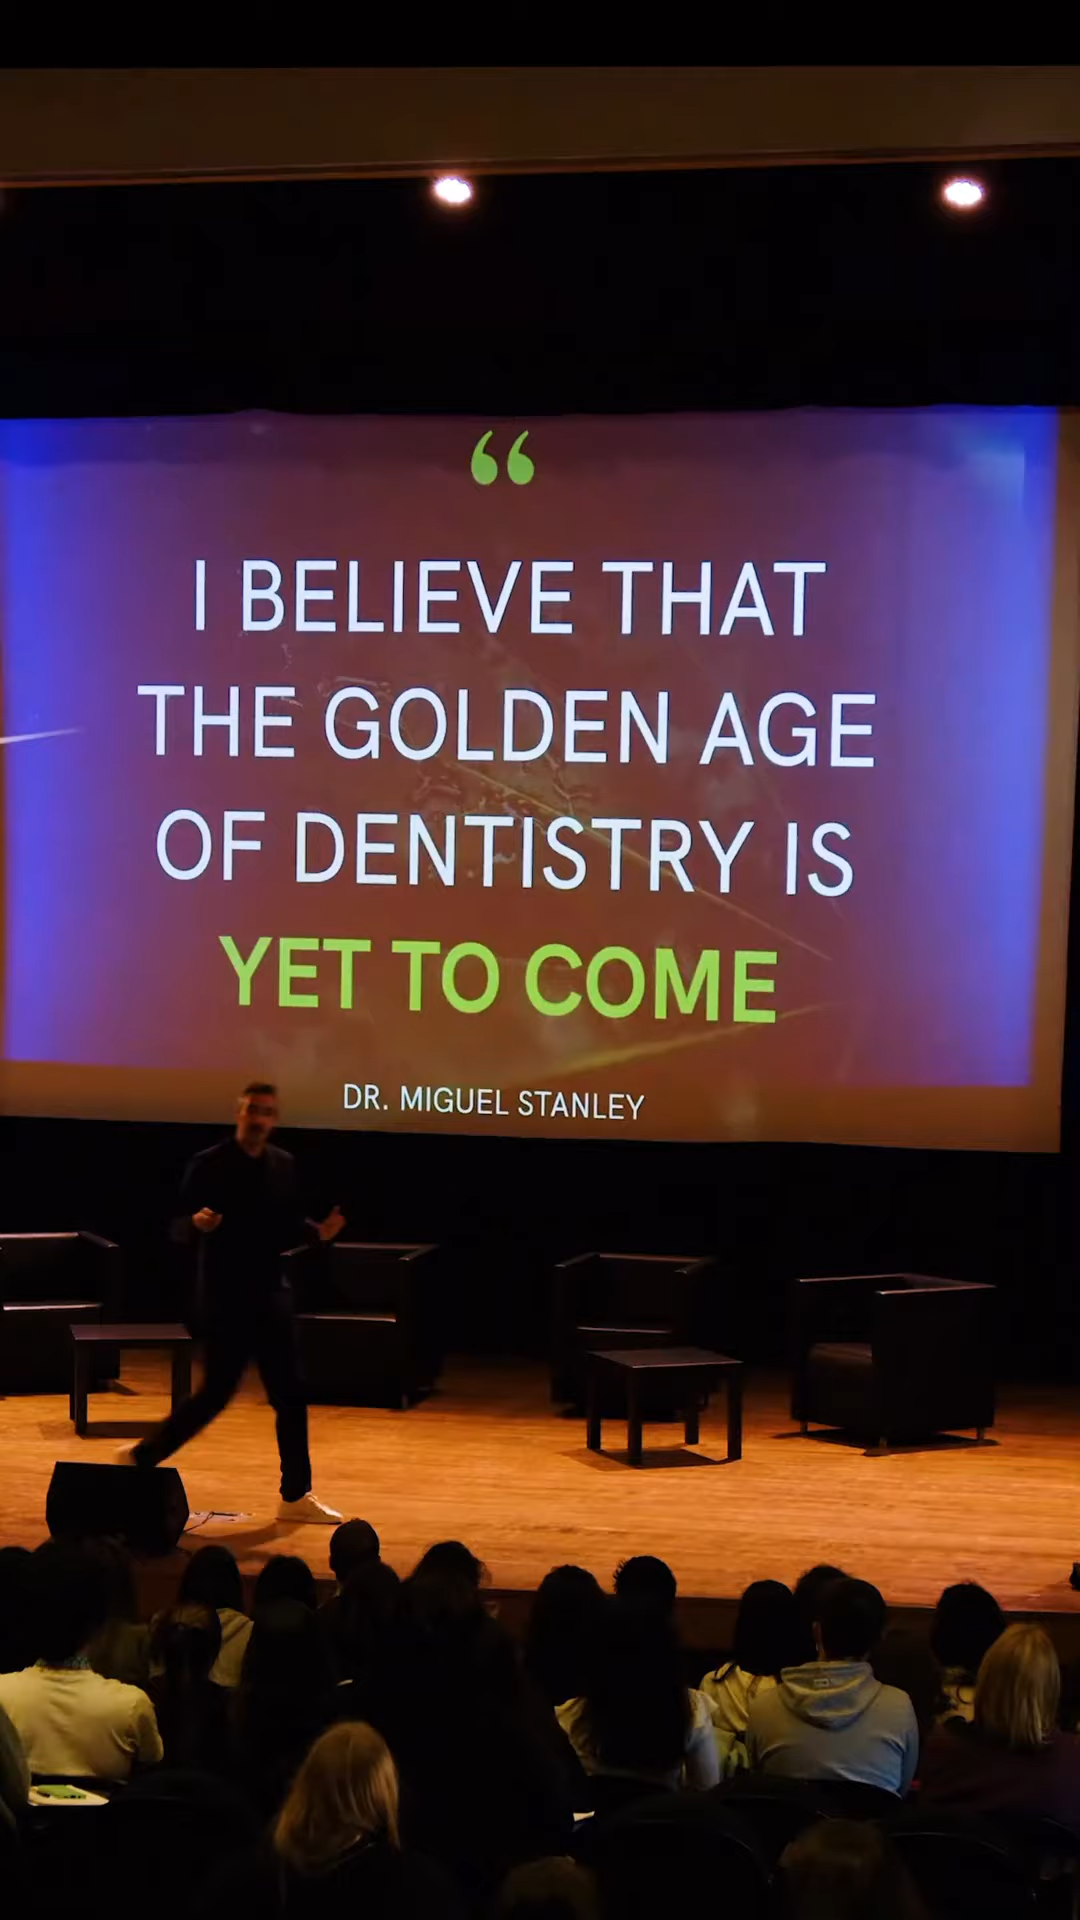 “
I BELIEVE THAT
THE GOLDEN AGE
OF DENTISTRY IS
YET TO COME
DR. MIGUEL STANLEY